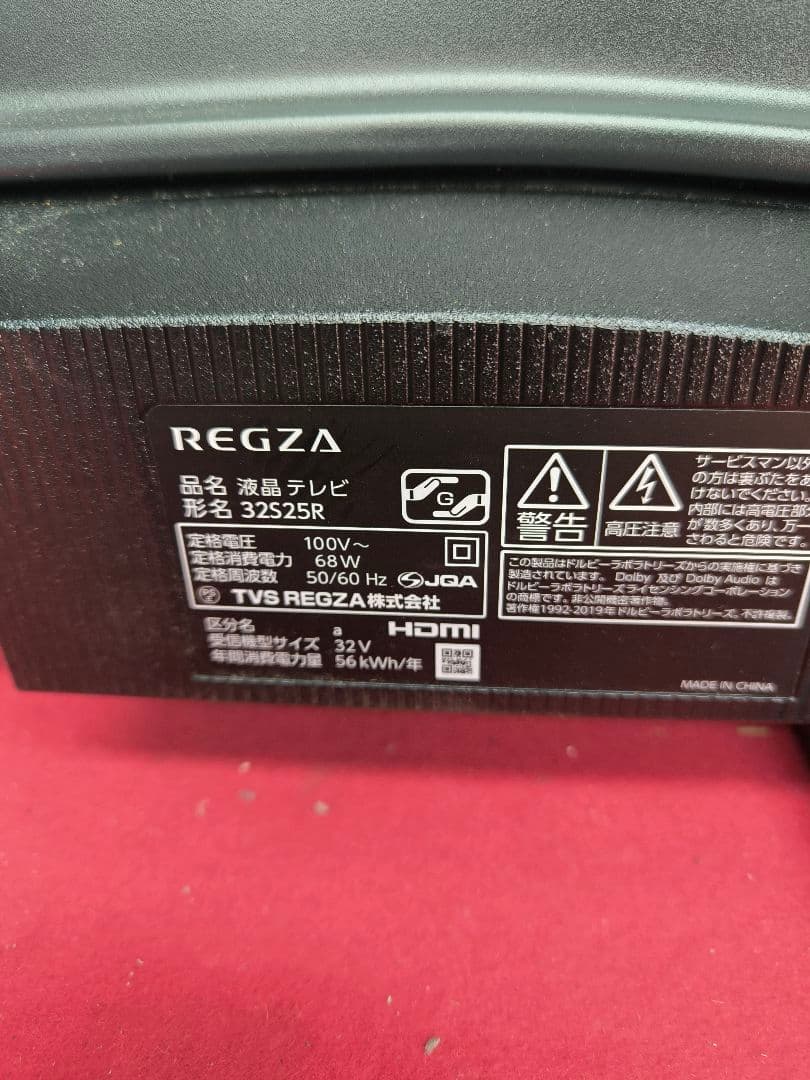 REGZA
品名 液晶テレビ
形名 32S25R
G
定格電圧 100V～
定格消費電力 68W
定格周波数 50/60 Hz
JQA
PS
TVS REGZA株式会社
区分名 a
受信機型サイズ 32V
年間消費電力量 56kWh/年
HDMI
警告
高圧注意
サービスマン以外
の方は裏ぶたをあ
けないでください。
内部には高電圧部分
が数多くあり、万一
さわると危険です。
この製品はドルビーラボラトリーズからの実施権に基づき
製造されています。Dolby 及び Dolby Audio は
ドルビーラボラトリーズライセンシングコーポレーション
の商標です。非公開機密著作物。
著作権1992-2019年ドルビーラボラトリーズ。不許複製。
MADE IN CHINA